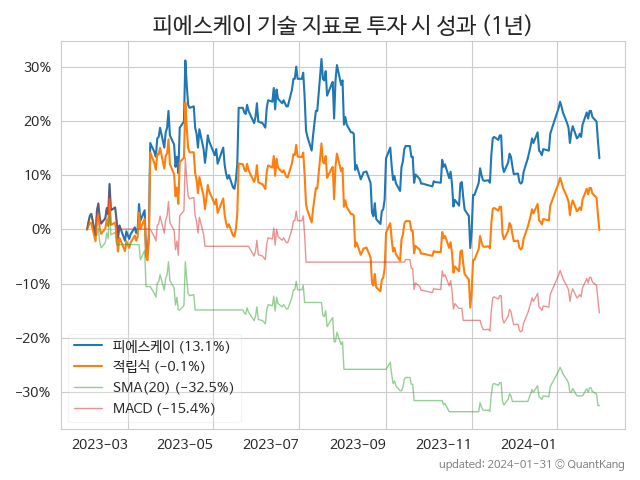 피에스케이 기술 지표로 투자 시 성과 (1년)
30%
20%
10%
0%
−10%
−20%
−30%
피에스케이 (13.1%)
적립식 (−0.1%)
SMA(20) (−32.5%)
MACD (−15.4%)
2023-03 2023-05 2023-07 2023-09 2023-11 2024-01
updated: 2024-01-31 © QuantKang